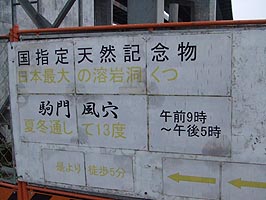 国指定天然記念物
日本最大の溶岩洞くつ
駒門風穴
夏冬通して13度
午前9時
～午後5時
徒歩5分